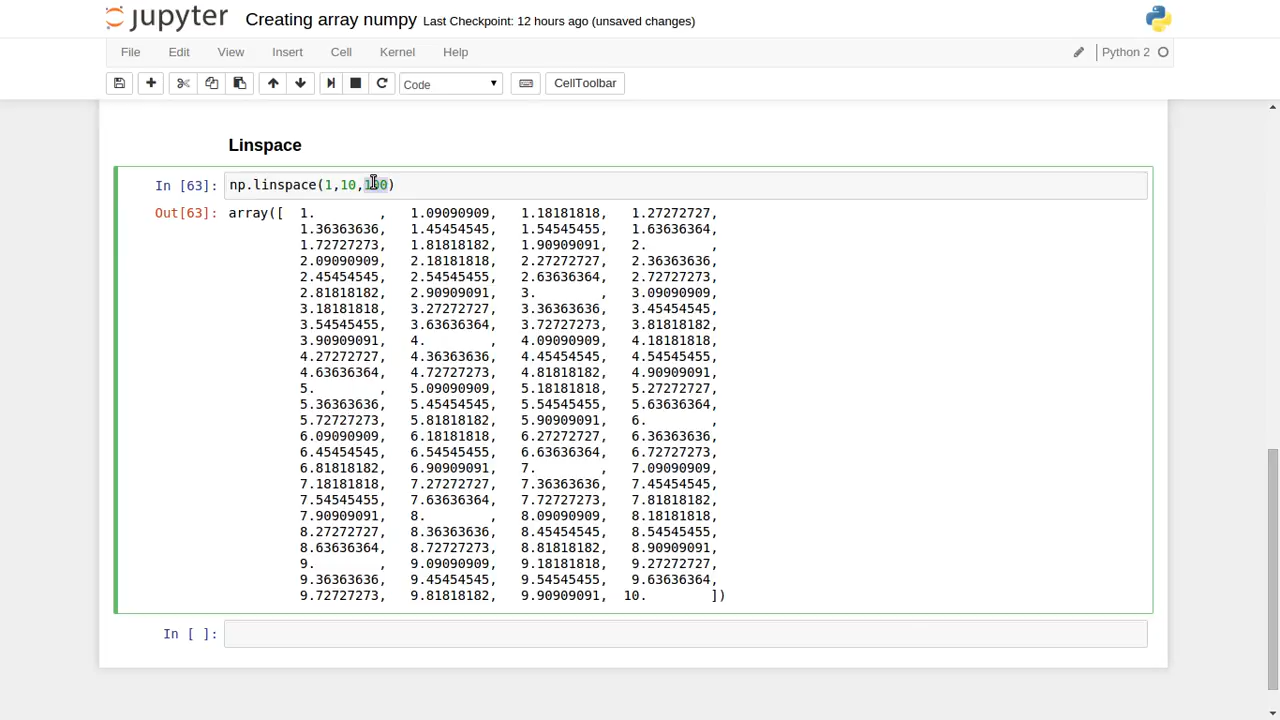 jupyter Creating array numpy Last Checkpoint: 12 hours ago (unsaved changes)
File Edit View Insert Cell Kernel Help Python 2
Code CellToolbar
Linspace
In [63]: np.linspace(1,10,100)
Out[63]: array([ 1. , 1.09090909, 1.18181818, 1.27272727,
1.36363636, 1.45454545, 1.54545455, 1.63636364,
1.72727273, 1.81818182, 1.90909091, 2. ,
2.09090909, 2.18181818, 2.27272727, 2.36363636,
2.45454545, 2.54545455, 2.63636364, 2.72727273,
2.81818182, 2.90909091, 3. , 3.09090909,
3.18181818, 3.27272727, 3.36363636, 3.45454545,
3.54545455, 3.63636364, 3.72727273, 3.81818182,
3.90909091, 4. , 4.09090909, 4.18181818,
4.27272727, 4.36363636, 4.45454545, 4.54545455,
4.63636364, 4.72727273, 4.81818182, 4.90909091,
5. , 5.09090909, 5.18181818, 5.27272727,
5.36363636, 5.45454545, 5.54545455, 5.63636364,
5.72727273, 5.81818182, 5.90909091, 6. ,
6.09090909, 6.18181818, 6.27272727, 6.36363636,
6.45454545, 6.54545455, 6.63636364, 6.72727273,
6.81818182, 6.90909091, 7. , 7.09090909,
7.18181818, 7.27272727, 7.36363636, 7.45454545,
7.54545455, 7.63636364, 7.72727273, 7.81818182,
7.90909091, 8. , 8.09090909, 8.18181818,
8.27272727, 8.36363636, 8.45454545, 8.54545455,
8.63636364, 8.72727273, 8.81818182, 8.90909091,
9. , 9.09090909, 9.18181818, 9.27272727,
9.36363636, 9.45454545, 9.54545455, 9.63636364,
9.72727273, 9.81818182, 9.90909091, 10. ])
In [ ]: